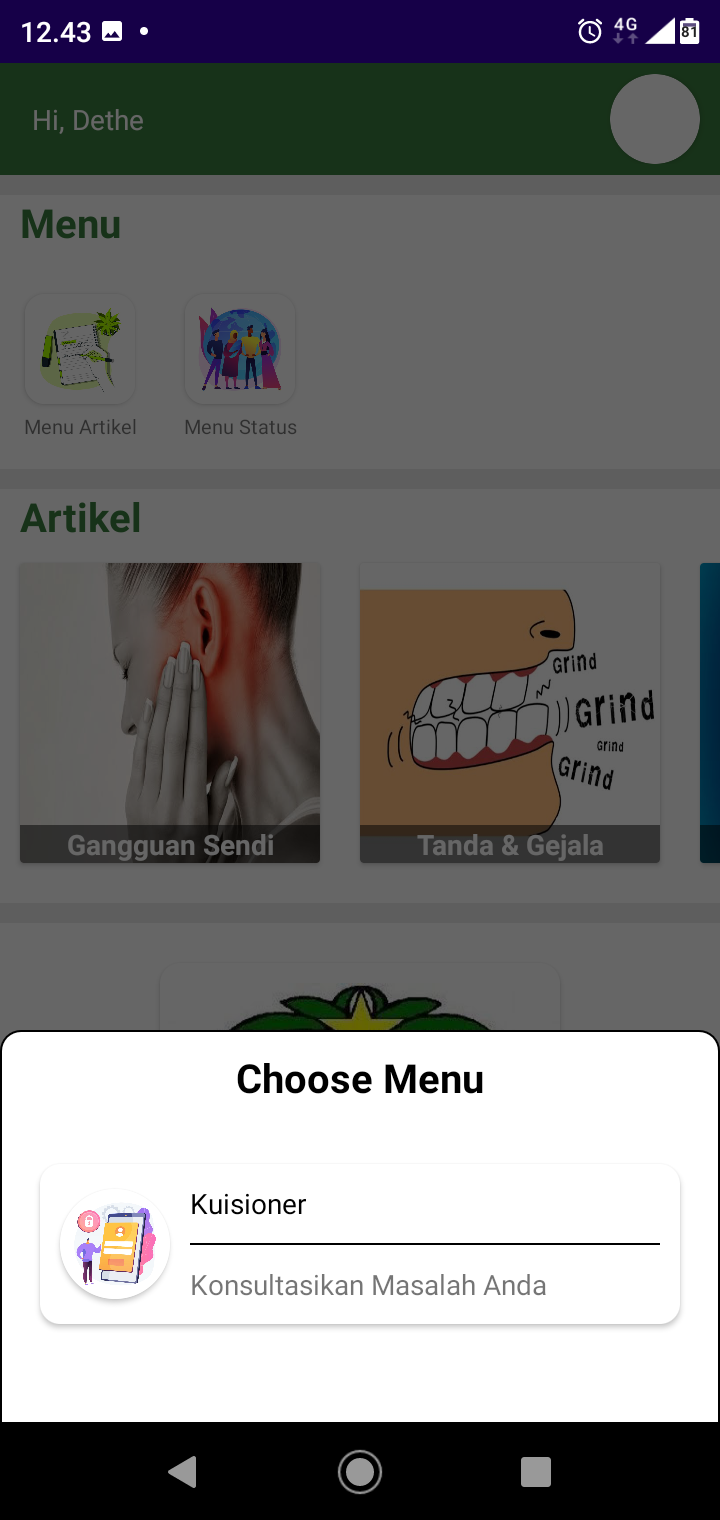 12.43
4G
81
Hi, Dethe
Menu
Menu Artikel
Menu Status
Artikel
Grind
Grind
Grind
Grind
Gangguan Sendi
Tanda & Gejala
Choose Menu
Kuisioner
Konsultasikan Masalah Anda